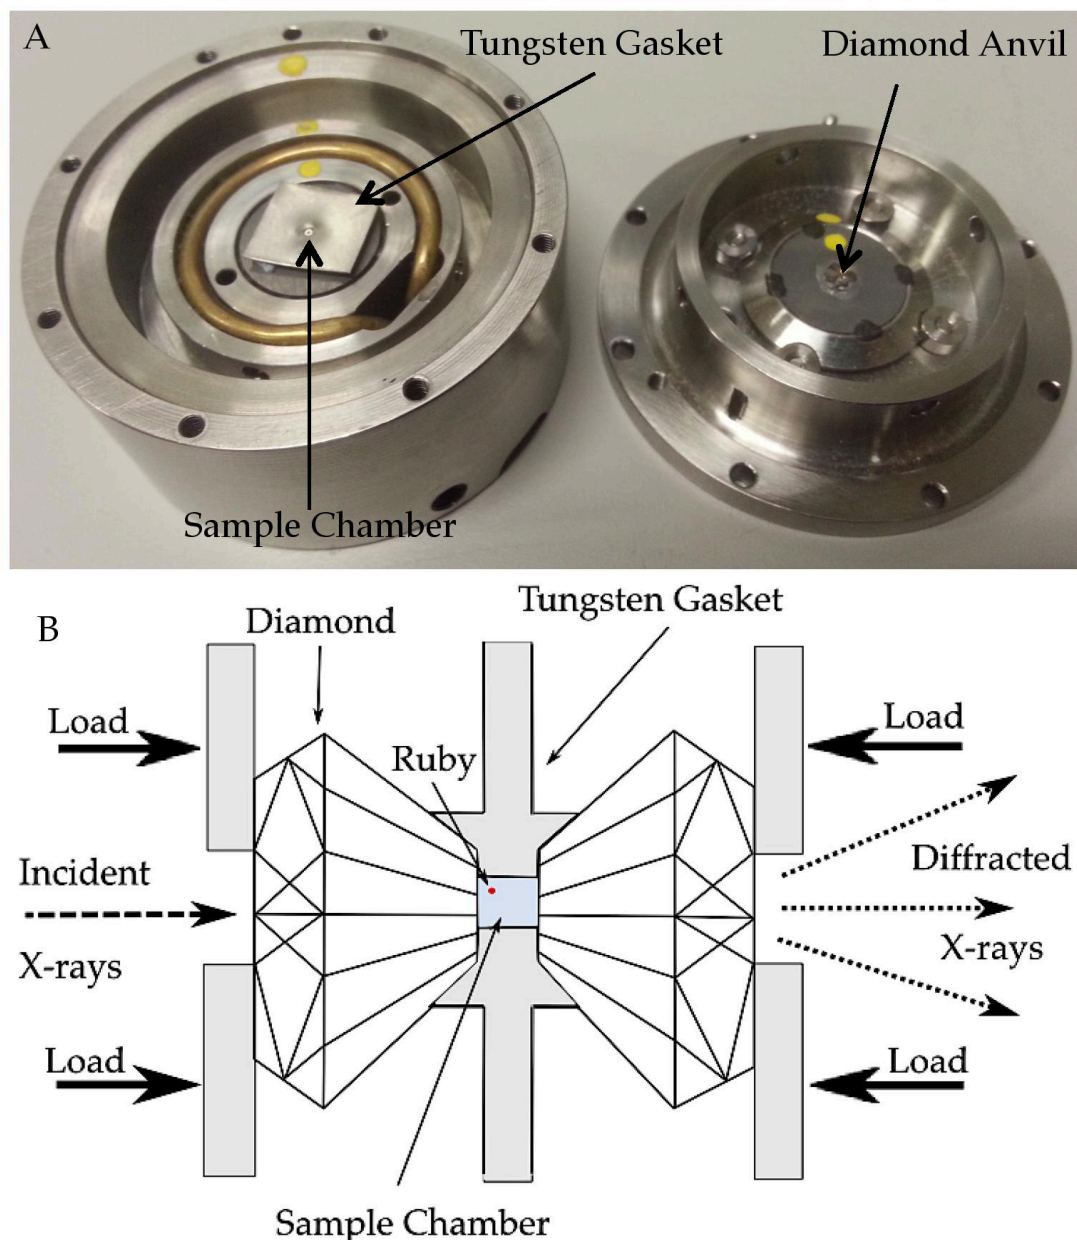 A
Tungsten Gasket
Diamond Anvil
Sample Chamber
B
Tungsten Gasket
Diamond
Load
Load
Ruby
Incident
X-rays
Diffracted
X-rays
Load
Load
Sample Chamber